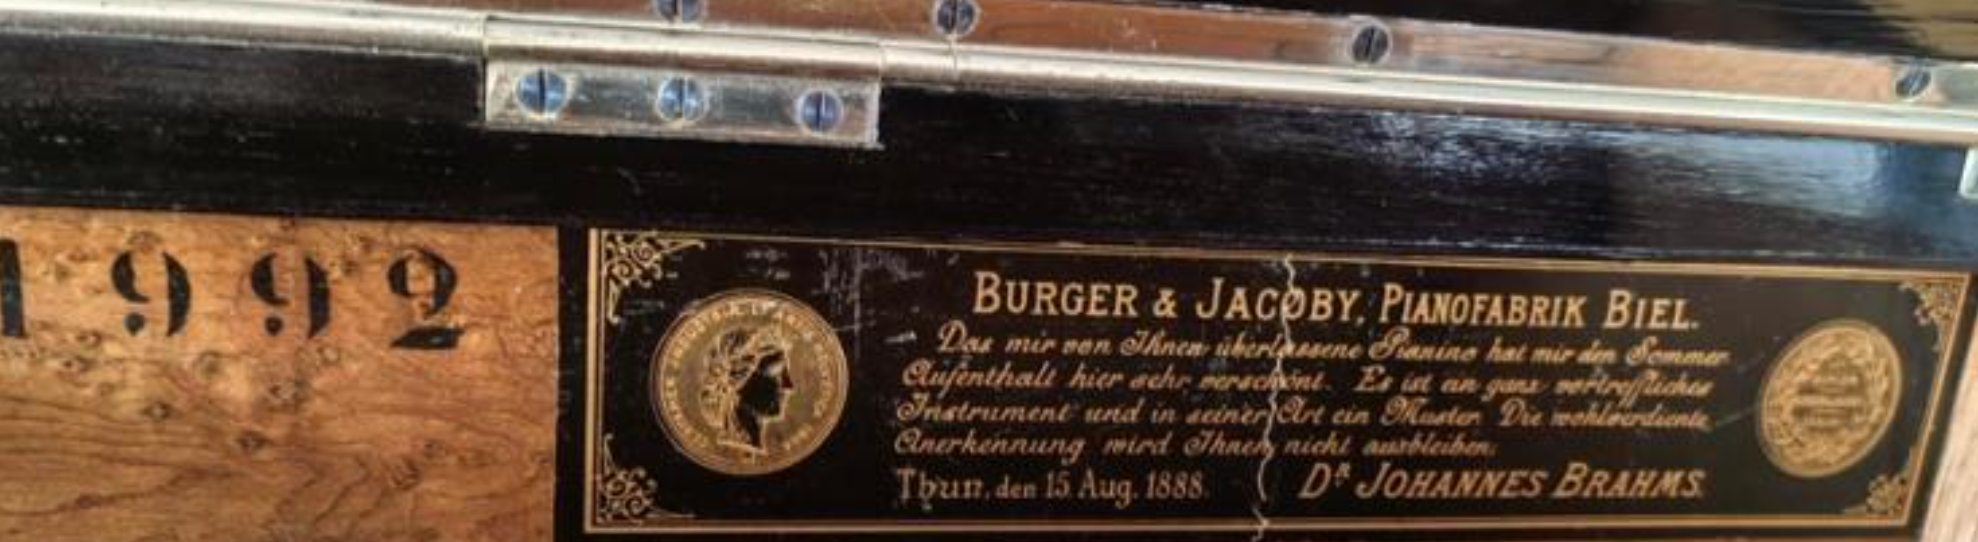 1662
BURGER & JACOBY, PIANOFABRIK BIEL.
Das mir von Ihnen überlassene Pianino hat mir den Sommer
Aufenthalt hier sehr verschönt. Es ist ein ganz vortreffliches
Instrument und in seiner Art ein Muster. Die wohlverdiente
Anerkennung wird Ihnen nicht ausbleiben.
Thun, den 15. Aug. 1888.
DR JOHANNES BRAHMS.